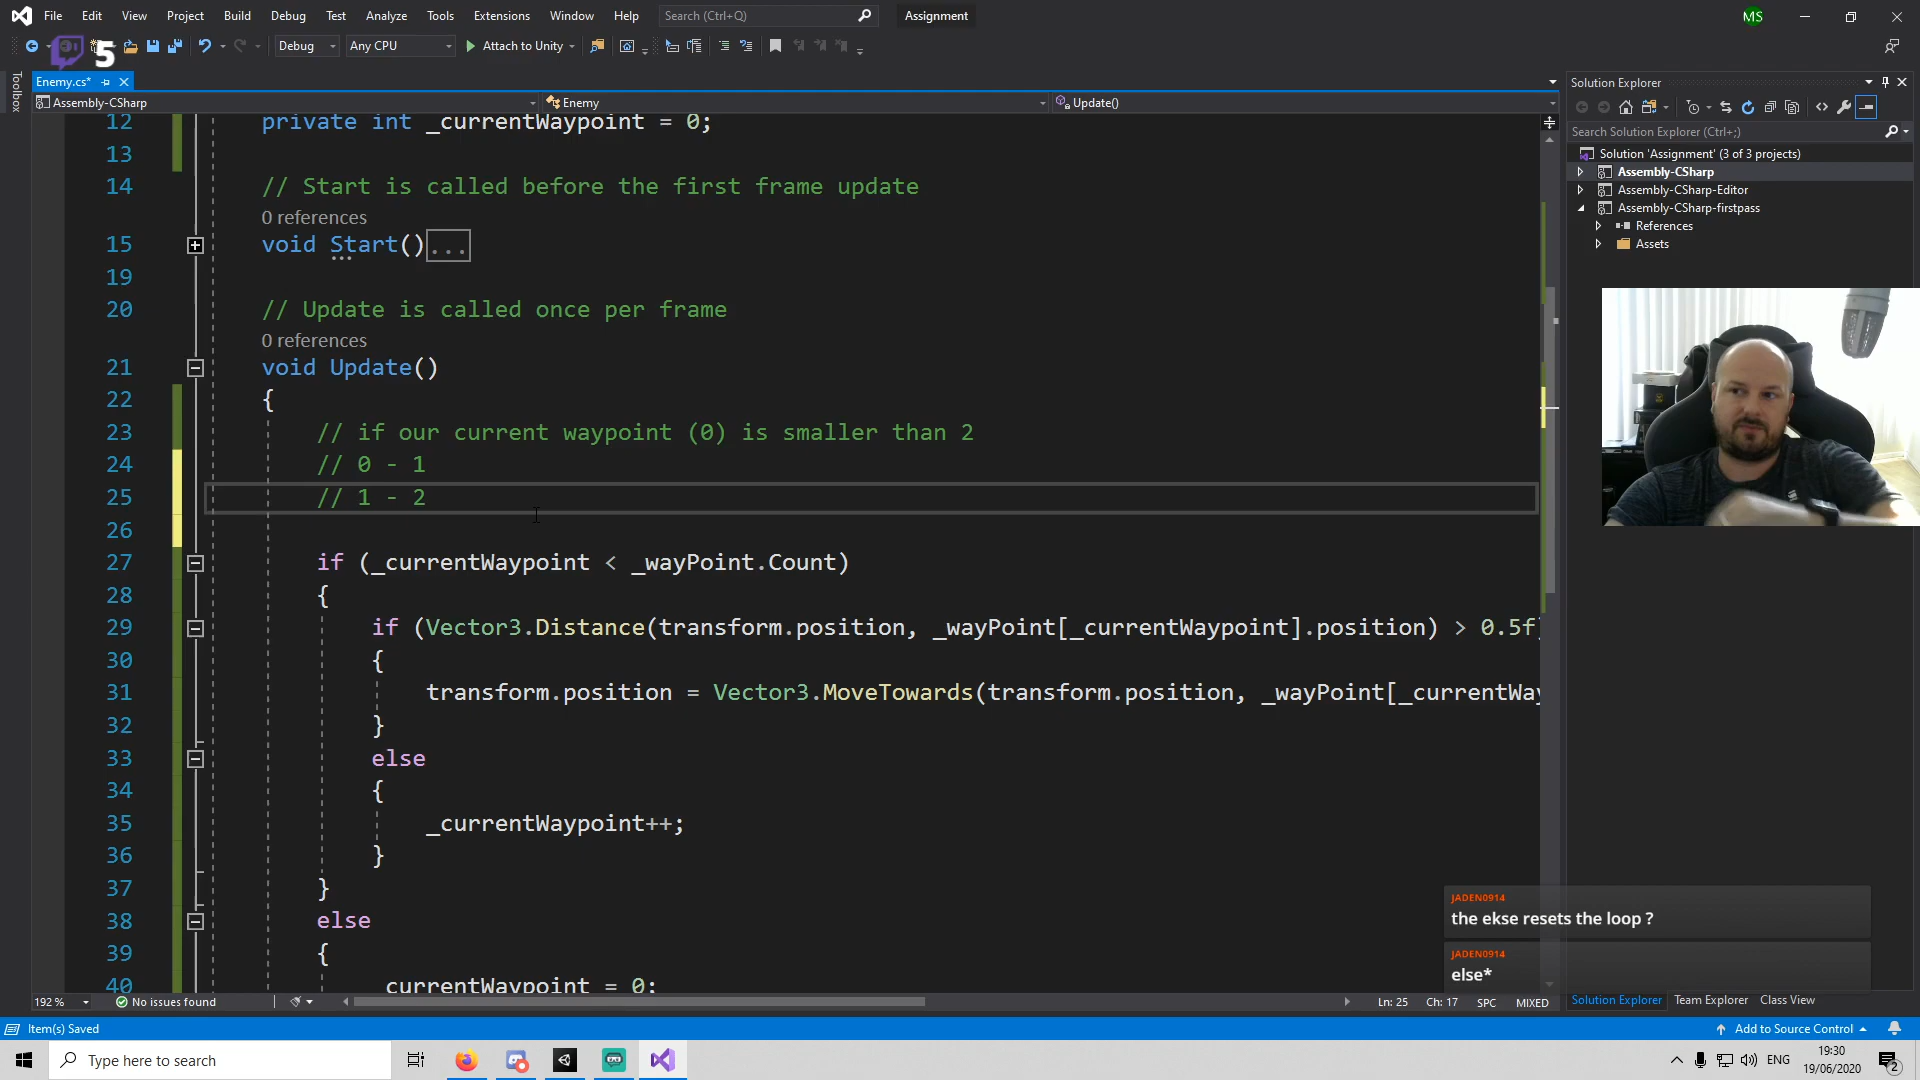 File Edit View Project Build Debug Test Analyze Tools Extensions Window Help Search (Ctrl+Q) Assignment MS
5 Debug Any CPU Attach to Unity
Toolbox
Enemy.cs*
Assembly-CSharp Enemy Update()
Solution Explorer
Search Solution Explorer (Ctrl+;)
Solution 'Assignment' (3 of 3 projects)
Assembly-CSharp
Assembly-CSharp-Editor
Assembly-CSharp-firstpass
References
Assets
12 private int _currentWaypoint = 0;
13
14 // Start is called before the first frame update
0 references
15 void Start()...
19
20 // Update is called once per frame
0 references
21 void Update()
22 {
23 // if our current waypoint (0) is smaller than 2
24 // 0 - 1
25 // 1 - 2
26
27 if (_currentWaypoint < _wayPoint.Count)
28 {
29 if (Vector3.Distance(transform.position, _wayPoint[_currentWaypoint].position) > 0.5f)
30 {
31 transform.position = Vector3.MoveTowards(transform.position, _wayPoint[_currentWay
32 }
33 else
34 {
35 _currentWaypoint++;
36 }
37 }
38 else
39 {
40 currentWaypoint = 0;
JADEN0914
the ekse resets the loop ?
JADEN0914
else*
192 % No issues found Ln: 25 Ch: 17 SPC MIXED
Solution Explorer Team Explorer Class View
Item(s) Saved Add to Source Control
Type here to search
ENG 19:30
19/06/2020
2